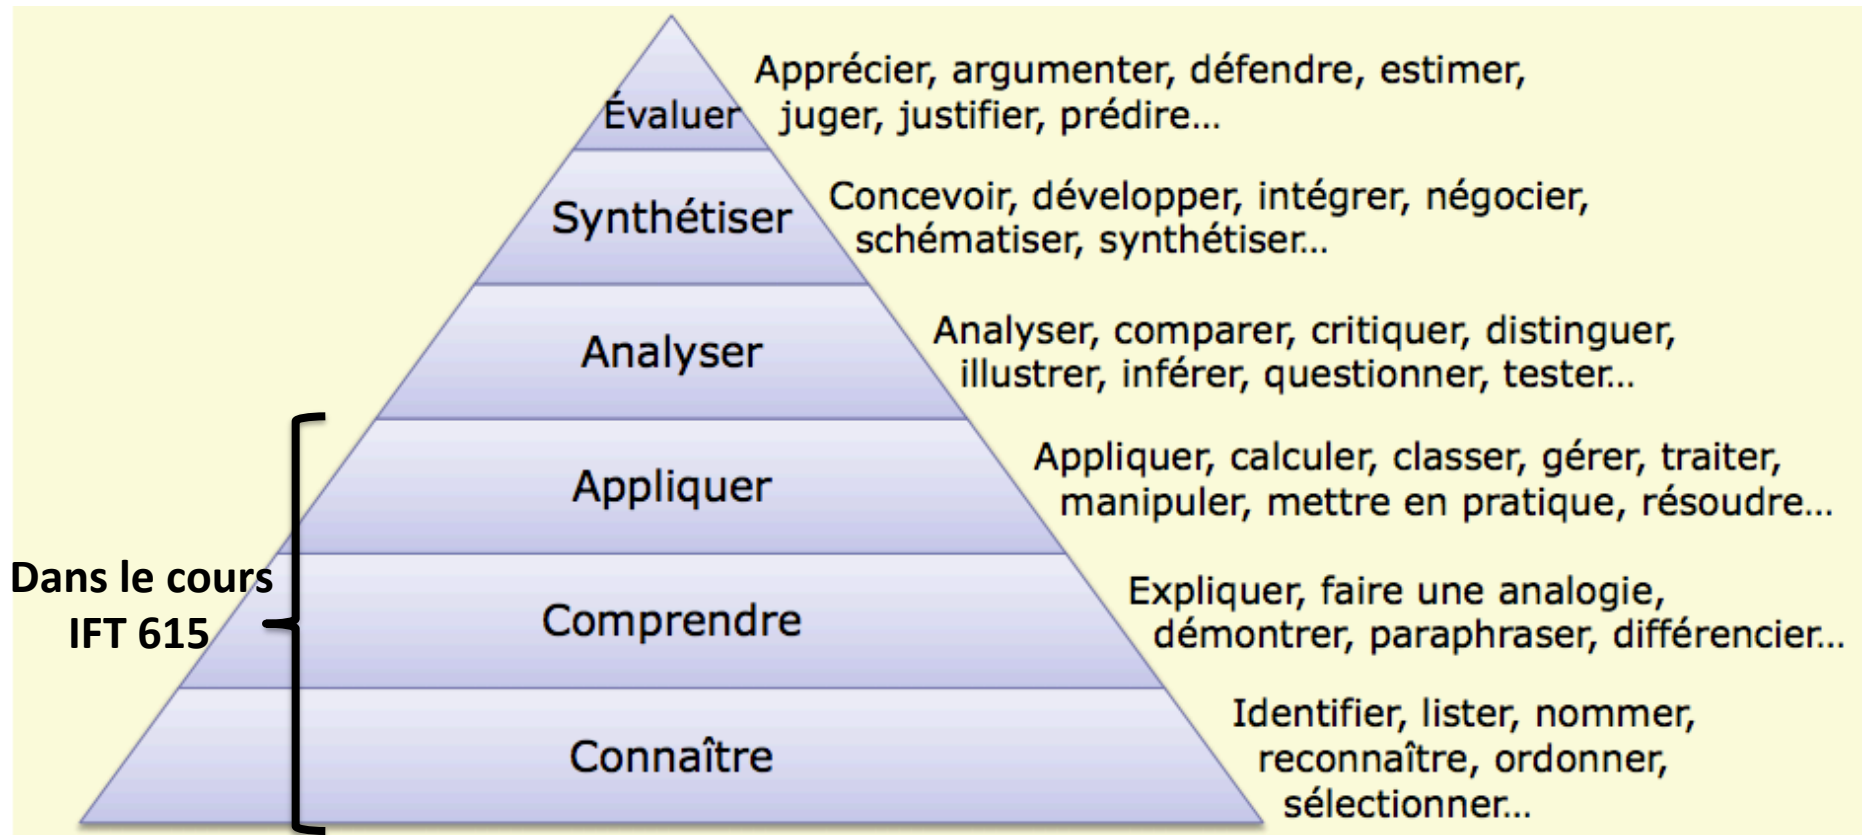 Évaluer
Apprécier, argumenter, défendre, estimer,
juger, justifier, prédire...
Synthétiser
Concevoir, développer, intégrer, négocier,
schématiser, synthétiser...
Analyser
Analyser, comparer, critiquer, distinguer,
illustrer, inférer, questionner, tester...
Appliquer
Appliquer, calculer, classer, gérer, traiter,
manipuler, mettre en pratique, résoudre...
Dans le cours
IFT 615
Comprendre
Expliquer, faire une analogie,
démontrer, paraphraser, différencier...
Connaître
Identifier, lister, nommer,
reconnaître, ordonner,
sélectionner...